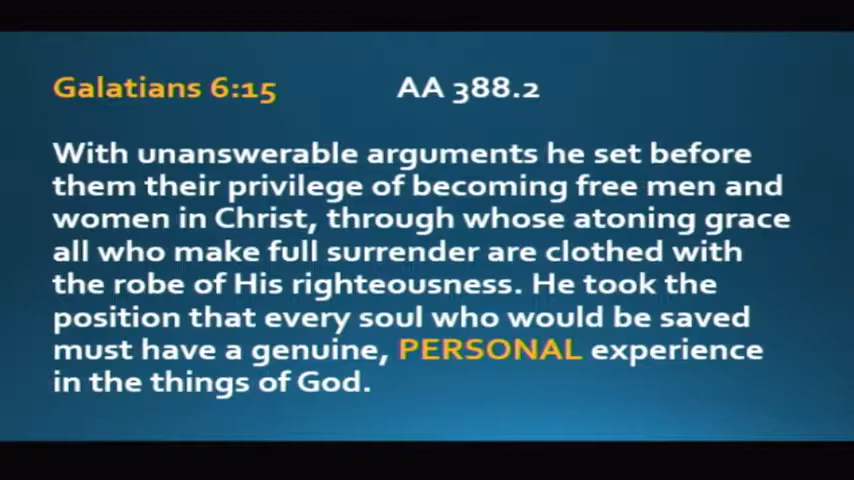 Galatians 6:15 AA 388.2
With unanswerable arguments he set before
them their privilege of becoming free men and
women in Christ, through whose atoning grace
all who make full surrender are clothed with
the robe of His righteousness. He took the
position that every soul who would be saved
must have a genuine, PERSONAL experience
in the things of God.